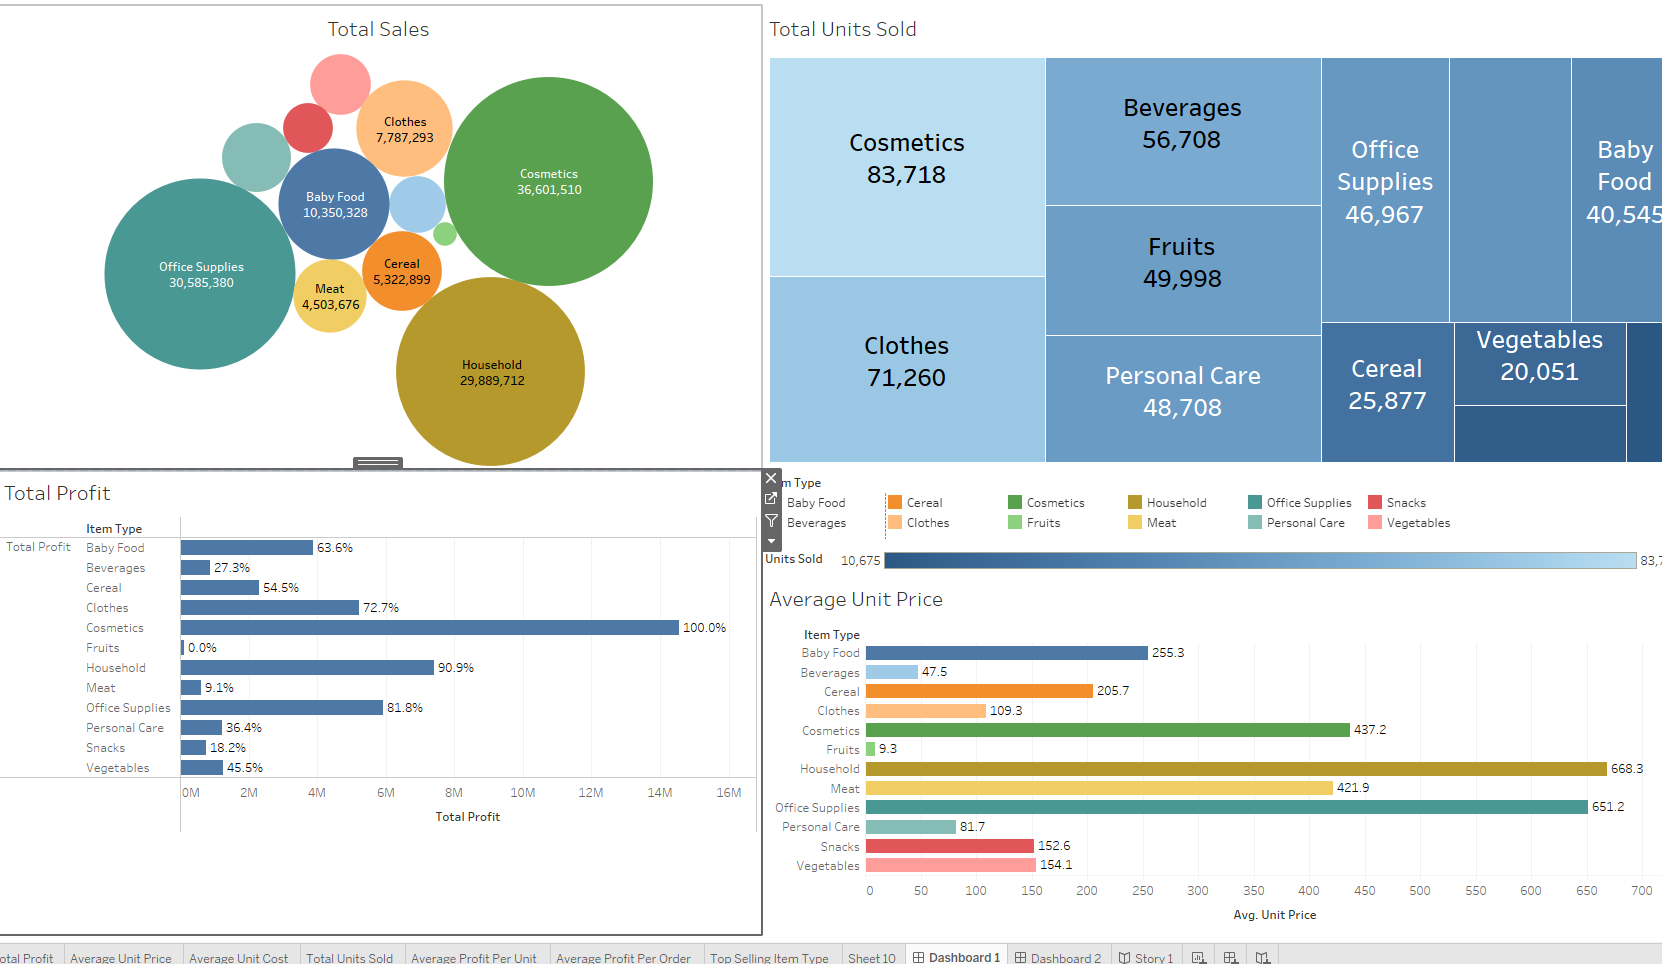 Total Sales
Clothes
7,787,293
Cosmetics
36,601,510
Baby Food
10,350,328
Office Supplies
30,585,380
Cereal
5,322,899
Meat
4,503,676
Household
29,889,712
Total Units Sold
Cosmetics
83,718
Clothes
71,260
Beverages
56,708
Fruits
49,998
Personal Care
48,708
Office
Supplies
46,967
Baby
Food
40,545
Cereal
25,877
Vegetables
20,051
Total Profit
Item Type
Total Profit
Baby Food 63.6%
Beverages 27.3%
Cereal 54.5%
Clothes 72.7%
Cosmetics 100.0%
Fruits 0.0%
Household 90.9%
Meat 9.1%
Office Supplies 81.8%
Personal Care 36.4%
Snacks 18.2%
Vegetables 45.5%
0M 2M 4M 6M 8M 10M 12M 14M 16M
Total Profit
m Type
Baby Food Cereal Cosmetics Household Office Supplies Snacks
Beverages Clothes Fruits Meat Personal Care Vegetables
Units Sold 10,675 83,7
Average Unit Price
Item Type
Baby Food 255.3
Beverages 47.5
Cereal 205.7
Clothes 109.3
Cosmetics 437.2
Fruits 9.3
Household 668.3
Meat 421.9
Office Supplies 651.2
Personal Care 81.7
Snacks 152.6
Vegetables 154.1
0 50 100 150 200 250 300 350 400 450 500 550 600 650 700
Avg. Unit Price
otal Profit Average Unit Price Average Unit Cost Total Units Sold Average Profit Per Unit Average Profit Per Order Top Selling Item Type Sheet 10 Dashboard 1 Dashboard 2 Story 1